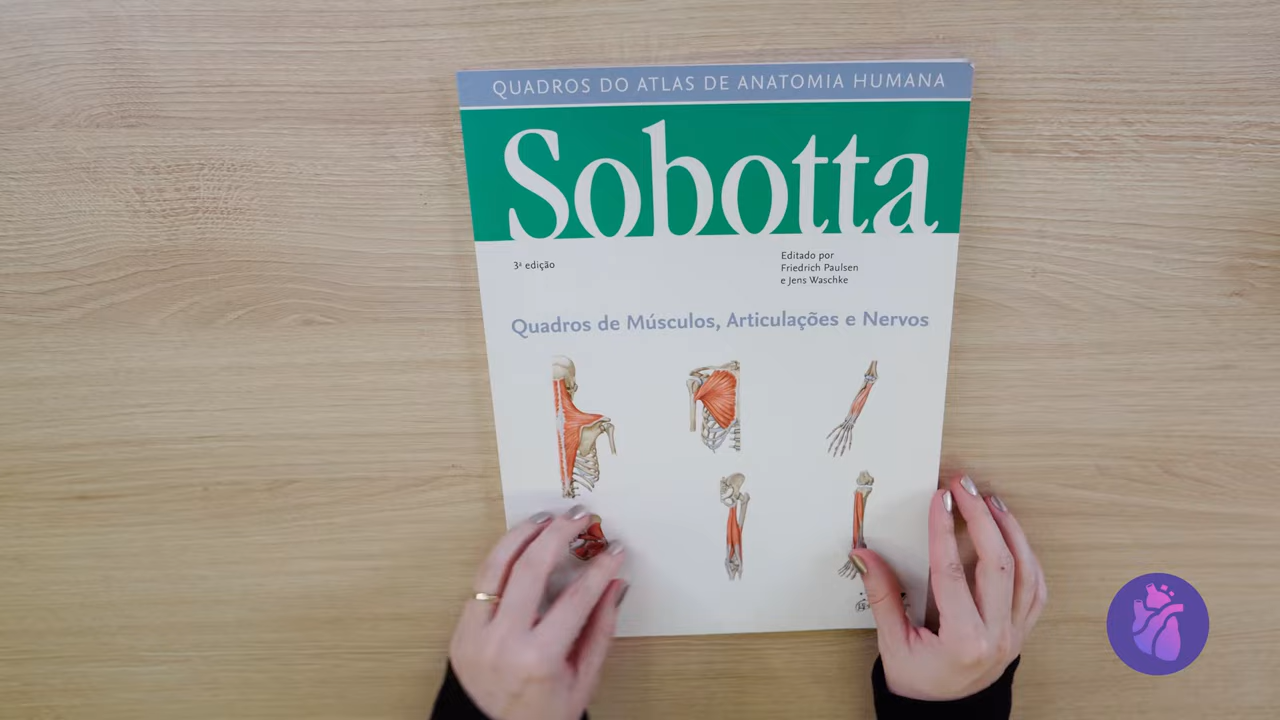 QUADROS DO ATLAS DE ANATOMIA HUMANA
Sobotta
3ª edição
Editado por
Friedrich Paulsen
e Jens Waschke
Quadros de Músculos, Articulações e Nervos